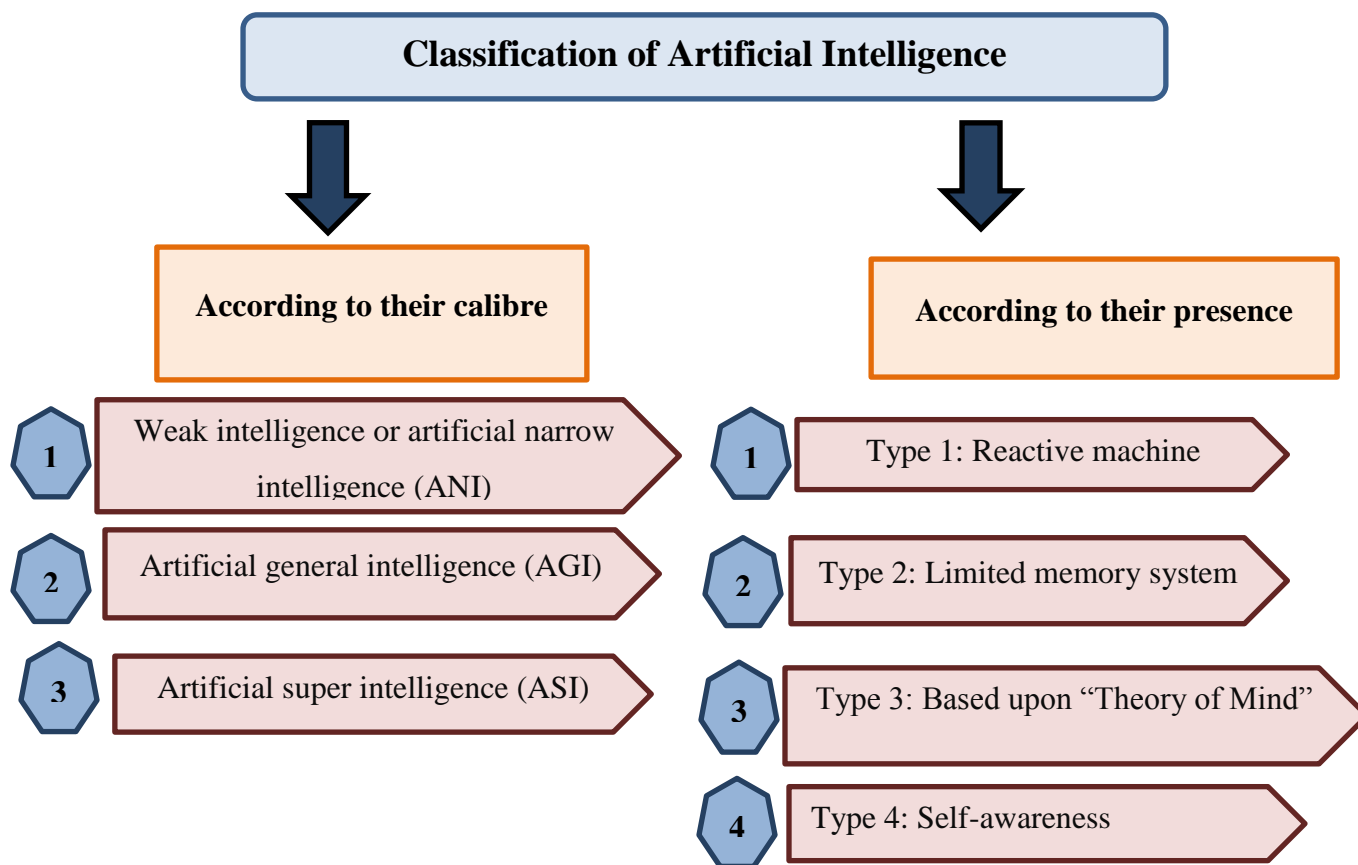 Classification of Artificial Intelligence
According to their calibre
1
Weak intelligence or artificial narrow
intelligence (ANI)
2
Artificial general intelligence (AGI)
3
Artificial super intelligence (ASI)
According to their presence
1
Type 1: Reactive machine
2
Type 2: Limited memory system
3
Type 3: Based upon “Theory of Mind”
4
Type 4: Self-awareness